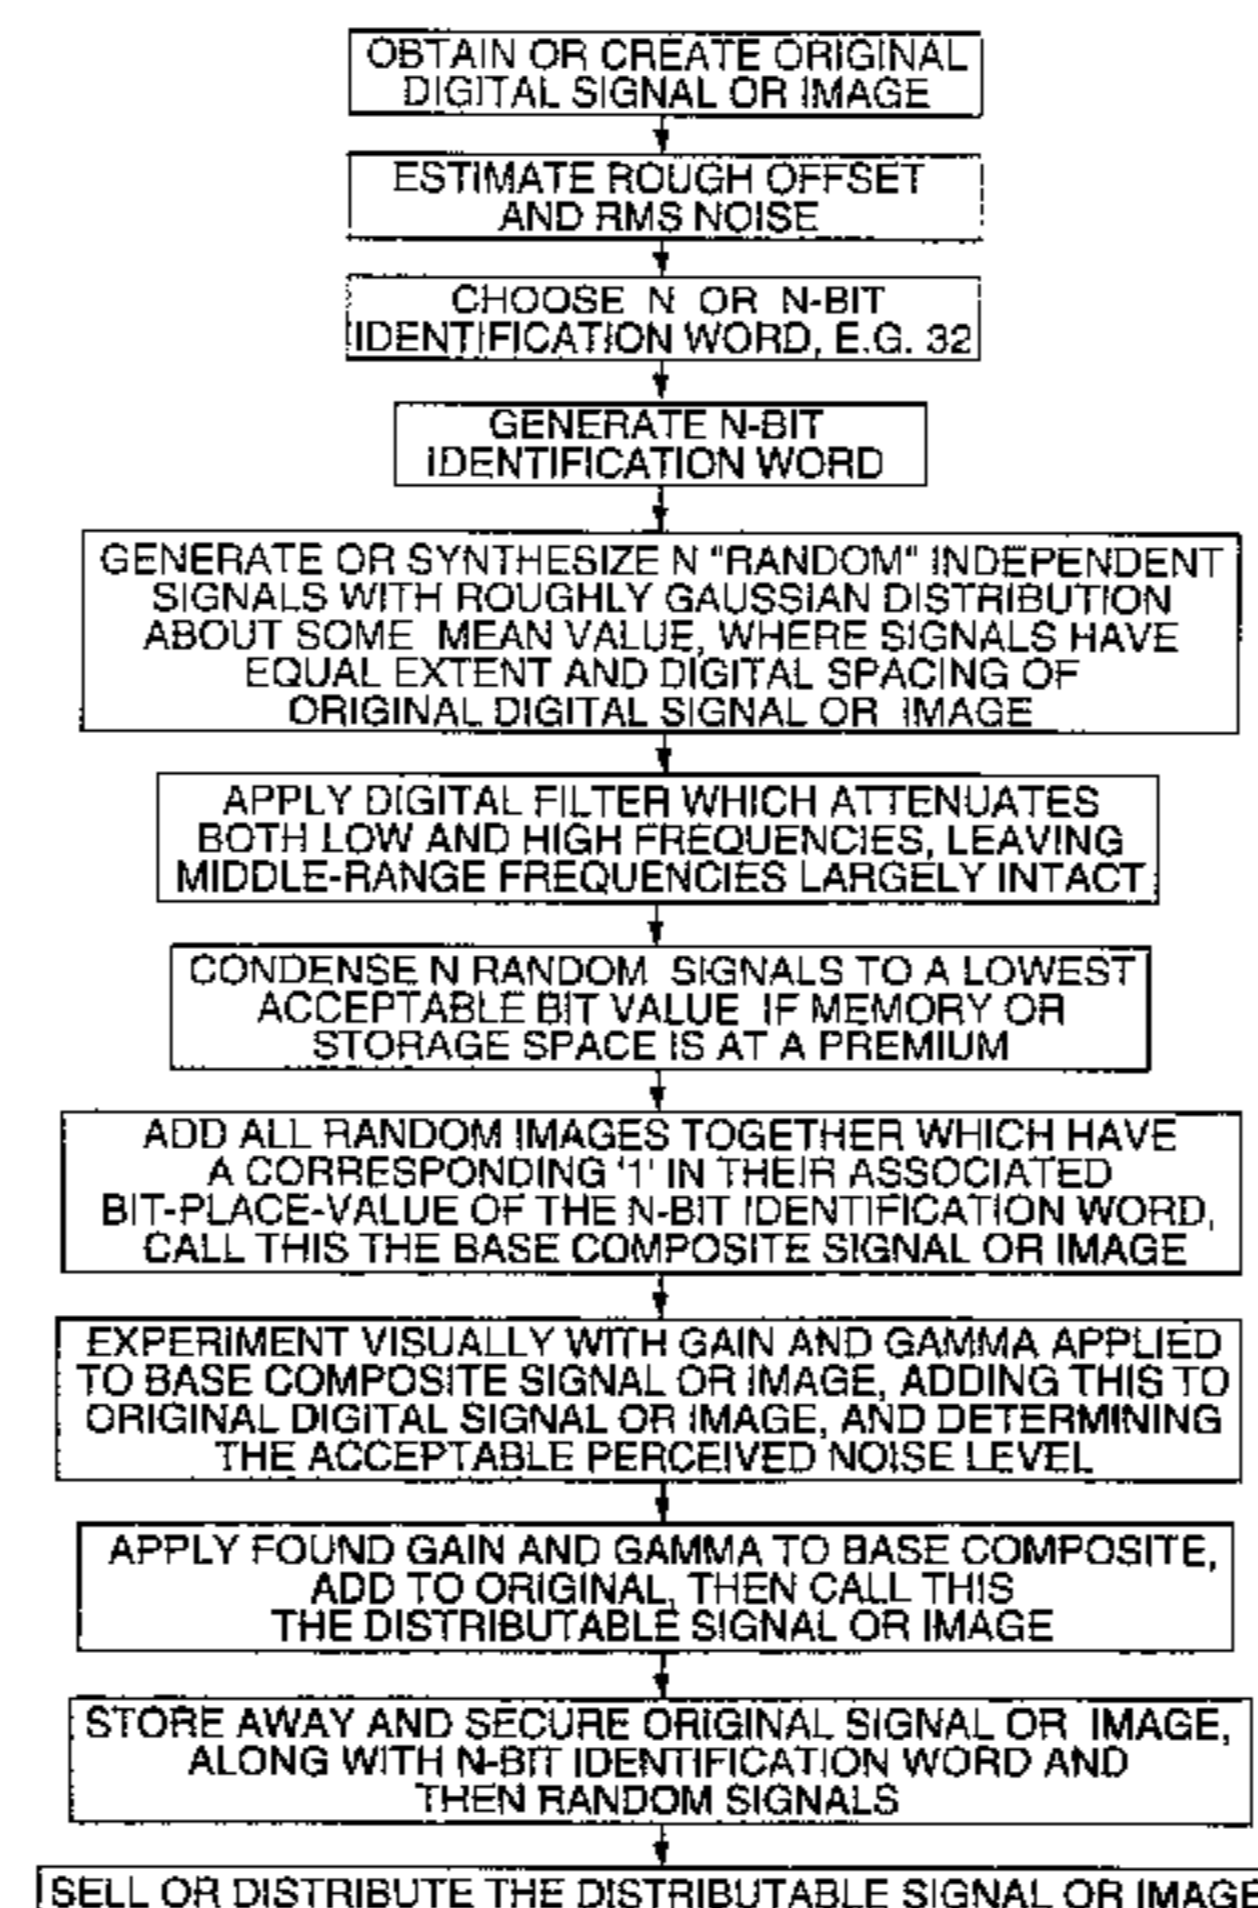 OBTAIN OR CREATE ORIGINAL
DIGITAL SIGNAL OR IMAGE
ESTIMATE ROUGH OFFSET
AND RMS NOISE
CHOOSE N OR N-BIT
IDENTIFICATION WORD, E.G. 32
GENERATE N-BIT
IDENTIFICATION WORD
GENERATE OR SYNTHESIZE N "RANDOM" INDEPENDENT
SIGNALS WITH ROUGHLY GAUSSIAN DISTRIBUTION
ABOUT SOME MEAN VALUE, WHERE SIGNALS HAVE
EQUAL EXTENT AND DIGITAL SPACING OF
ORIGINAL DIGITAL SIGNAL OR IMAGE
APPLY DIGITAL FILTER WHICH ATTENUATES
BOTH LOW AND HIGH FREQUENCIES, LEAVING
MIDDLE-RANGE FREQUENCIES LARGELY INTACT
CONDENSE N RANDOM SIGNALS TO A LOWEST
ACCEPTABLE BIT VALUE IF MEMORY OR
STORAGE SPACE IS AT A PREMIUM
ADD ALL RANDOM IMAGES TOGETHER WHICH HAVE
A CORRESPONDING '1' IN THEIR ASSOCIATED
BIT-PLACE-VALUE OF THE N-BIT IDENTIFICATION WORD,
CALL THIS THE BASE COMPOSITE SIGNAL OR IMAGE
EXPERIMENT VISUALLY WITH GAIN AND GAMMA APPLIED
TO BASE COMPOSITE SIGNAL OR IMAGE, ADDING THIS TO
ORIGINAL DIGITAL SIGNAL OR IMAGE, AND DETERMINING
THE ACCEPTABLE PERCEIVED NOISE LEVEL
APPLY FOUND GAIN AND GAMMA TO BASE COMPOSITE,
ADD TO ORIGINAL, THEN CALL THIS
THE DISTRIBUTABLE SIGNAL OR IMAGE
STORE AWAY AND SECURE ORIGINAL SIGNAL OR IMAGE,
ALONG WITH N-BIT IDENTIFICATION WORD AND
THEN RANDOM SIGNALS
SELL OR DISTRIBUTE THE DISTRIBUTABLE SIGNAL OR IMAGE